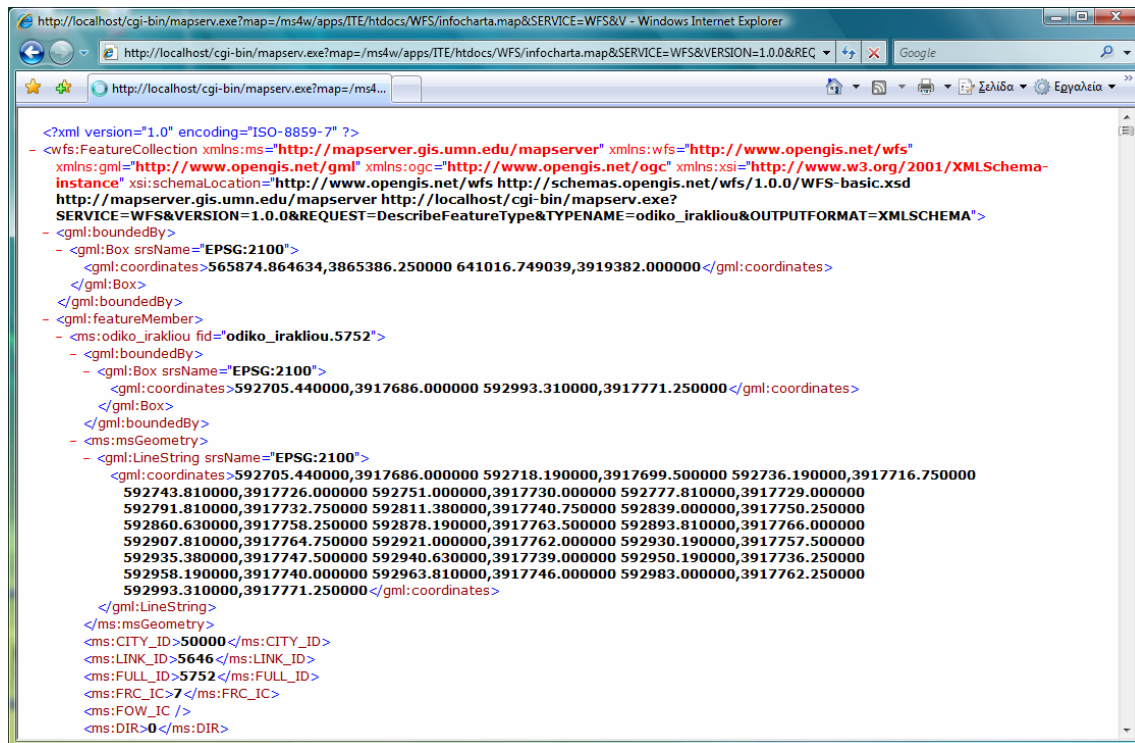 http://localhost/cgi-bin/mapserv.exe?map=/ms4w/apps/ITE/htdocs/WFS/infocharta.map&SERVICE=WFS&V - Windows Internet Explorer
http://localhost/cgi-bin/mapserv.exe?map=/ms4w/apps/ITE/htdocs/WFS/infocharta.map&SERVICE=WFS&VERSION=1.0.0&REQ Google
http://localhost/cgi-bin/mapserv.exe?map=/ms4... Σελίδα Εργαλεία »
<?xml version="1.0" encoding="ISO-8859-7" ?>
- <wfs:FeatureCollection xmlns:ms="http://mapserver.gis.umn.edu/mapserver" xmlns:wfs="http://www.opengis.net/wfs"
xmlns:gml="http://www.opengis.net/gml" xmlns:ogc="http://www.opengis.net/ogc" xmlns:xsi="http://www.w3.org/2001/XMLSchema-
instance" xsi:schemaLocation="http://www.opengis.net/wfs http://schemas.opengis.net/wfs/1.0.0/WFS-basic.xsd
http://mapserver.gis.umn.edu/mapserver http://localhost/cgi-bin/mapserv.exe?
SERVICE=WFS&VERSION=1.0.0&REQUEST=DescribeFeatureType&TYPENAME=odiko_irakliou&OUTPUTFORMAT=XMLSCHEMA">
- <gml:boundedBy>
- <gml:Box srsName="EPSG:2100">
<gml:coordinates>565874.864634,3865386.250000 641016.749039,3919382.000000</gml:coordinates>
</gml:Box>
</gml:boundedBy>
- <gml:featureMember>
- <ms:odiko_irakliou fid="odiko_irakliou.5752">
- <gml:boundedBy>
- <gml:Box srsName="EPSG:2100">
<gml:coordinates>592705.440000,3917686.000000 592993.310000,3917771.250000</gml:coordinates>
</gml:Box>
</gml:boundedBy>
- <ms:msGeometry>
- <gml:LineString srsName="EPSG:2100">
<gml:coordinates>592705.440000,3917686.000000 592718.190000,3917699.500000 592736.190000,3917716.750000
592743.810000,3917726.000000 592751.000000,3917730.000000 592777.810000,3917729.000000
592791.810000,3917732.750000 592811.380000,3917740.750000 592839.000000,3917750.250000
592860.630000,3917758.250000 592878.190000,3917763.500000 592893.810000,3917766.000000
592907.810000,3917764.750000 592921.000000,3917762.000000 592930.190000,3917757.500000
592935.380000,3917747.500000 592940.630000,3917739.000000 592950.190000,3917736.250000
592958.190000,3917740.000000 592963.810000,3917746.000000 592983.000000,3917762.250000
592993.310000,3917771.250000</gml:coordinates>
</gml:LineString>
</ms:msGeometry>
<ms:CITY_ID>50000</ms:CITY_ID>
<ms:LINK_ID>5646</ms:LINK_ID>
<ms:FULL_ID>5752</ms:FULL_ID>
<ms:FRC_IC>7</ms:FRC_IC>
<ms:FOW_IC />
<ms:DIR>0</ms:DIR>